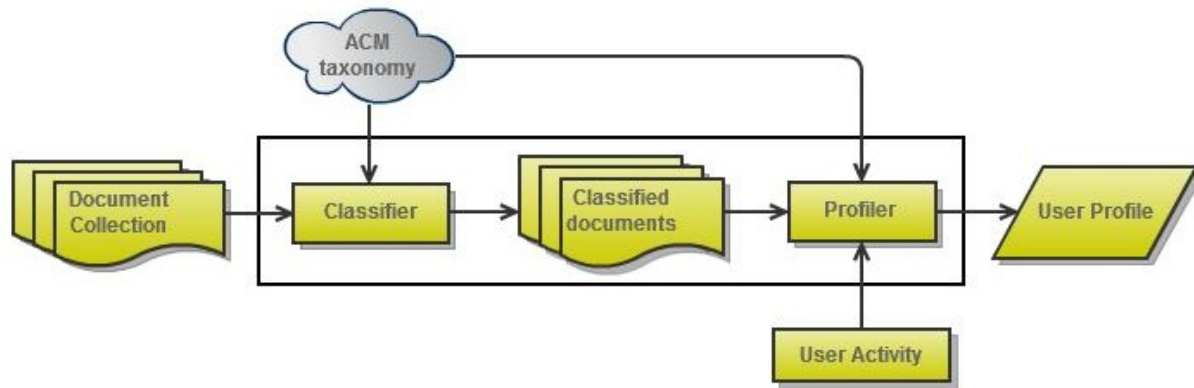 ACM
taxonomy
Document
Collection
Classifier
Classified
documents
Profiler
User Profile
User Activity